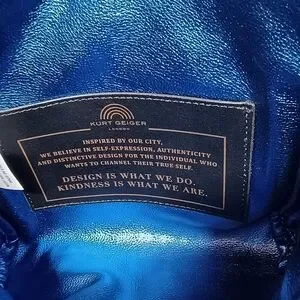 KURT GEIGER
LONDON
INSPIRED BY OUR CITY,
WE BELIEVE IN SELF-EXPRESSION, AUTHENTICITY
AND DISTINCTIVE DESIGN FOR THE INDIVIDUAL WHO
WANTS TO CHANNEL THEIR TRUE SELF.
DESIGN IS WHAT WE DO.
KINDNESS IS WHAT WE ARE.